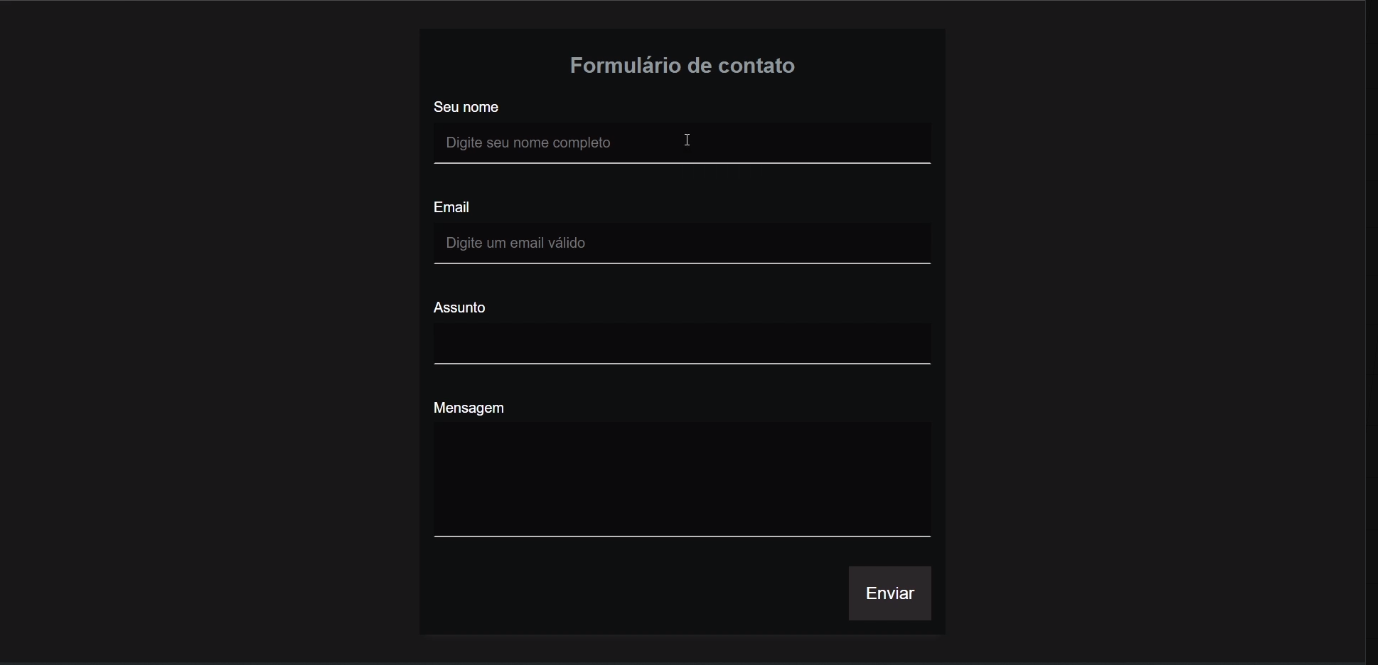 Formulário de contato
Seu nome
Digite seu nome completo
Email
Digite um email válido
Assunto
Mensagem
Enviar